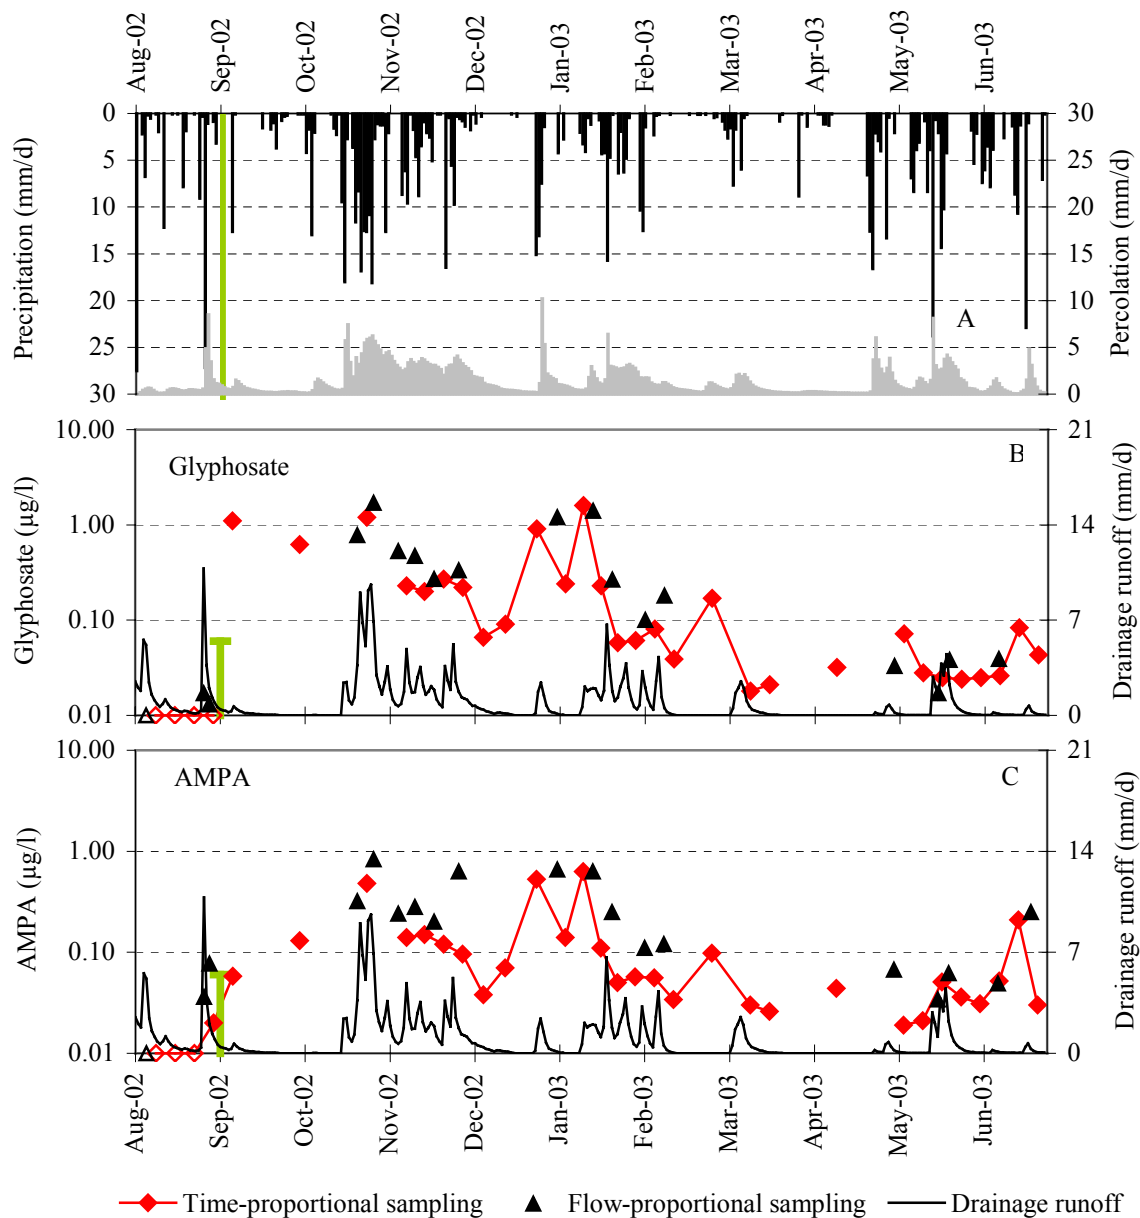 Aug-02 Sep-02 Oct-02 Nov-02 Dec-02 Jan-03 Feb-03 Mar-03 Apr-03 May-03 Jun-03
Precipitation (mm/d)
0
5
10
15
20
25
30
A
30
25
20
15
10
5
0
Percolation (mm/d)
Glyphosate (µg/l)
10.00
1.00
0.10
0.01
Glyphosate
B
21
14
7
0
Drainage runoff (mm/d)
AMPA (µg/l)
10.00
1.00
0.10
0.01
AMPA
C
21
14
7
0
Drainage runoff (mm/d)
Aug-02 Sep-02 Oct-02 Nov-02 Dec-02 Jan-03 Feb-03 Mar-03 Apr-03 May-03 Jun-03
Time-proportional sampling Flow-proportional sampling Drainage runoff